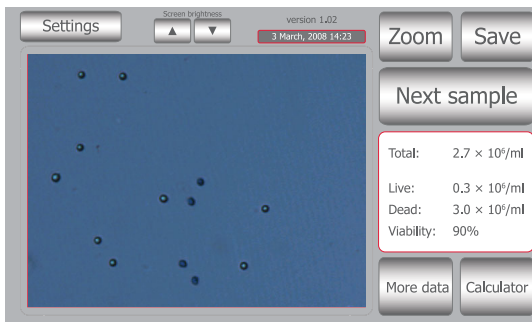 Settings
Screen brightness
▲ ▼
version 1.02
3 March, 2008 14:23
Zoom
Save
Next sample
Total: 2.7 × 10⁶/ml
Live: 0.3 × 10⁶/ml
Dead: 3.0 × 10⁶/ml
Viability: 90%
More data
Calculator